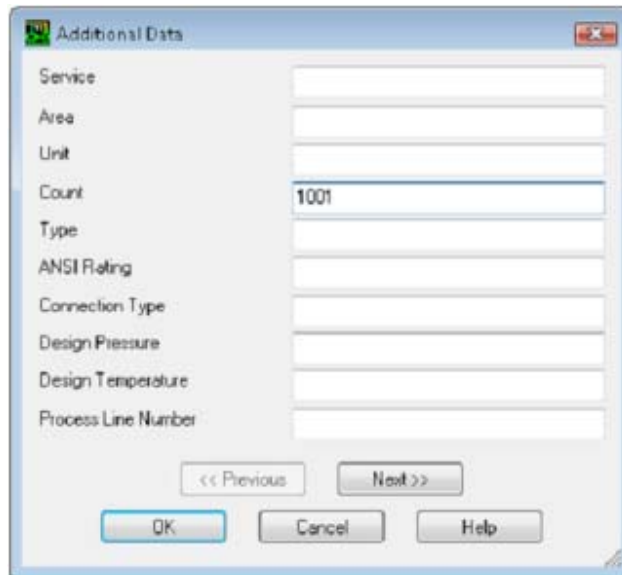 Additional Data
Service
Area
Unit
Count 1001
Type
ANSI Rating
Connection Type
Design Pressure
Design Temperature
Process Line Number
<< Previous Next >>
OK Cancel Help